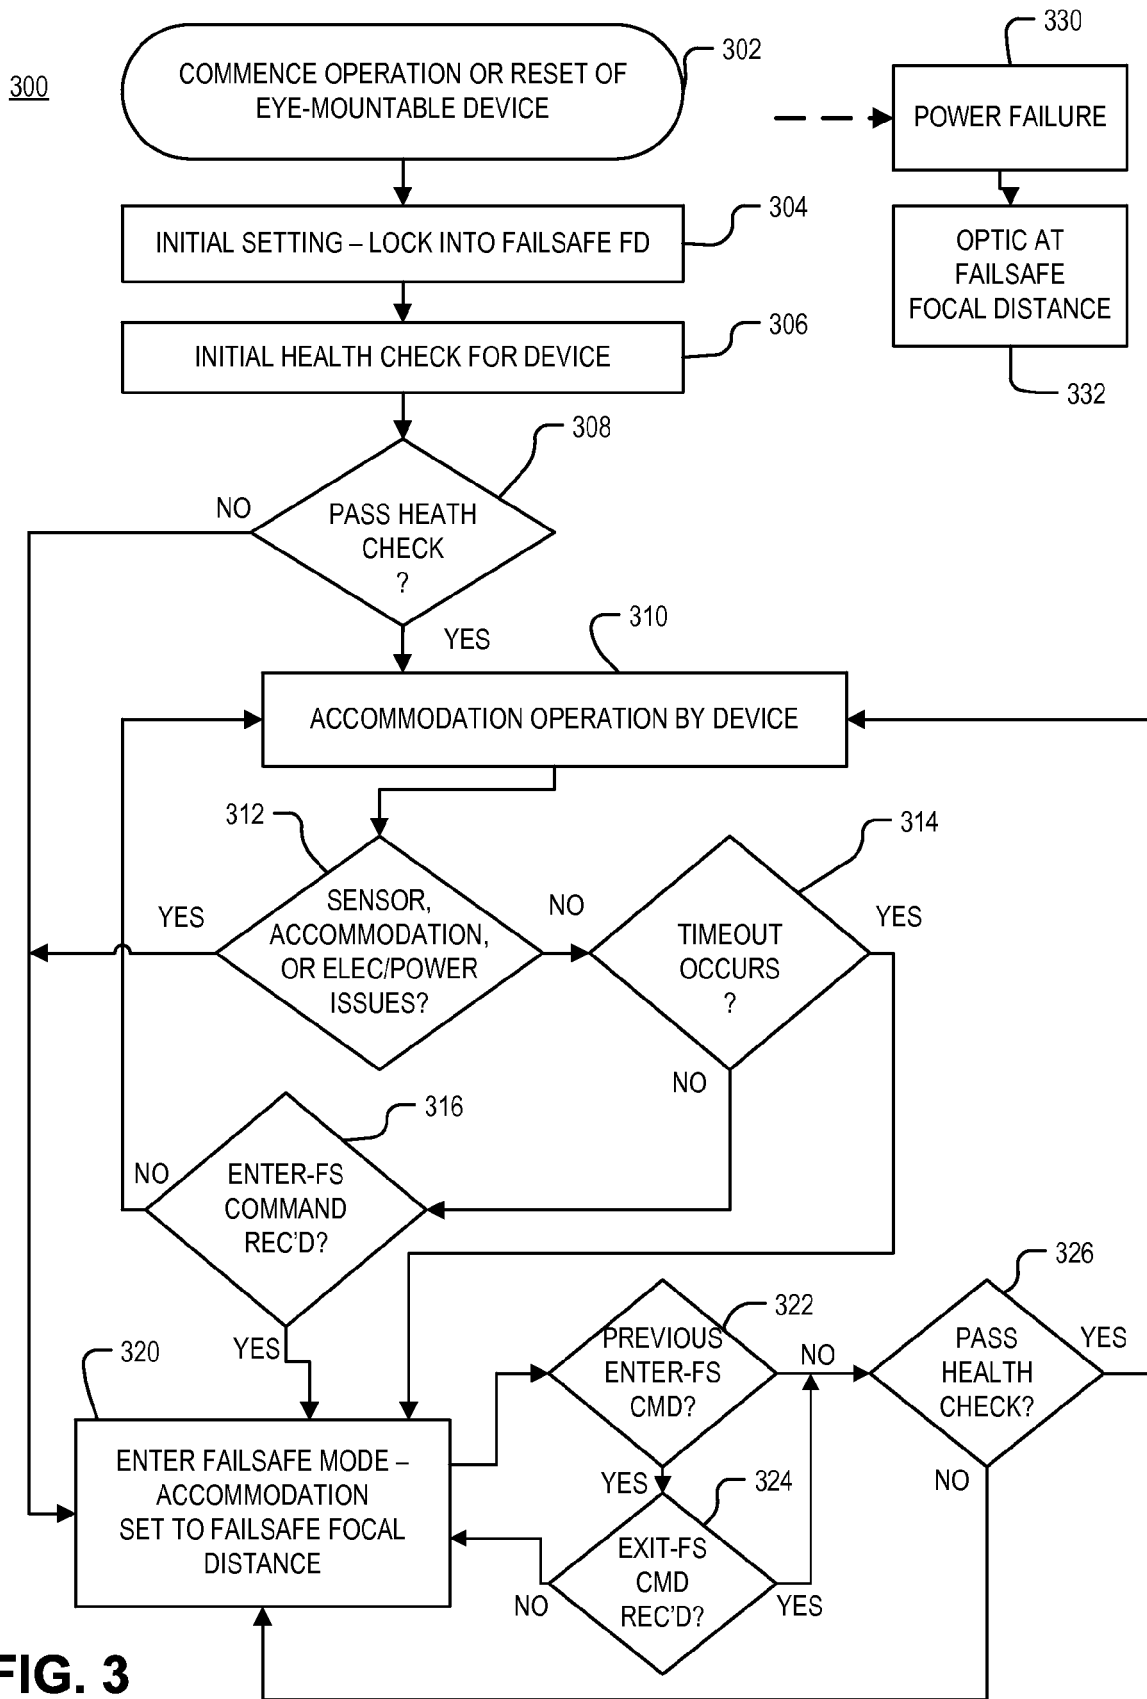 300
COMMENCE OPERATION OR RESET OF
EYE-MOUNTABLE DEVICE
302
330
POWER FAILURE
INITIAL SETTING – LOCK INTO FAILSAFE FD
304
OPTIC AT
FAILSAFE
FOCAL DISTANCE
332
INITIAL HEALTH CHECK FOR DEVICE
306
308
PASS HEATH
CHECK
?
NO
YES
310
ACCOMMODATION OPERATION BY DEVICE
312
SENSOR,
ACCOMMODATION,
OR ELEC/POWER
ISSUES?
YES
NO
314
TIMEOUT
OCCURS
?
YES
NO
316
ENTER-FS
COMMAND
REC'D?
NO
YES
320
ENTER FAILSAFE MODE –
ACCOMMODATION
SET TO FAILSAFE FOCAL
DISTANCE
322
PREVIOUS
ENTER-FS
CMD?
NO
YES
324
EXIT-FS
CMD
REC'D?
NO
YES
326
PASS
HEALTH
CHECK?
YES
NO
FIG. 3